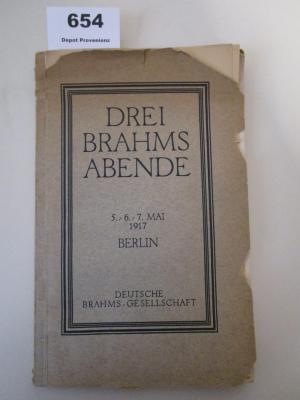 654
Depot Provenienz
DREI
BRAHMS
ABENDE
5.-6.-7. MAI
1917
BERLIN
DEUTSCHE
BRAHMS-GESELLSCHAFT